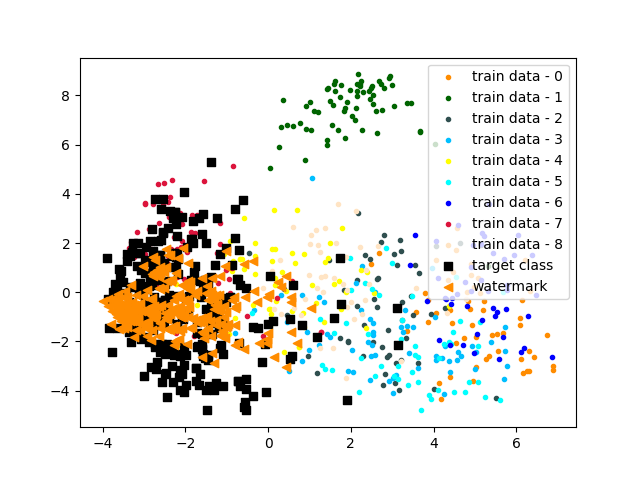 8
6
4
2
0
−2
−4
−4
−2
0
2
4
6
train data - 0
train data - 1
train data - 2
train data - 3
train data - 4
train data - 5
train data - 6
train data - 7
train data - 8
target class
watermark